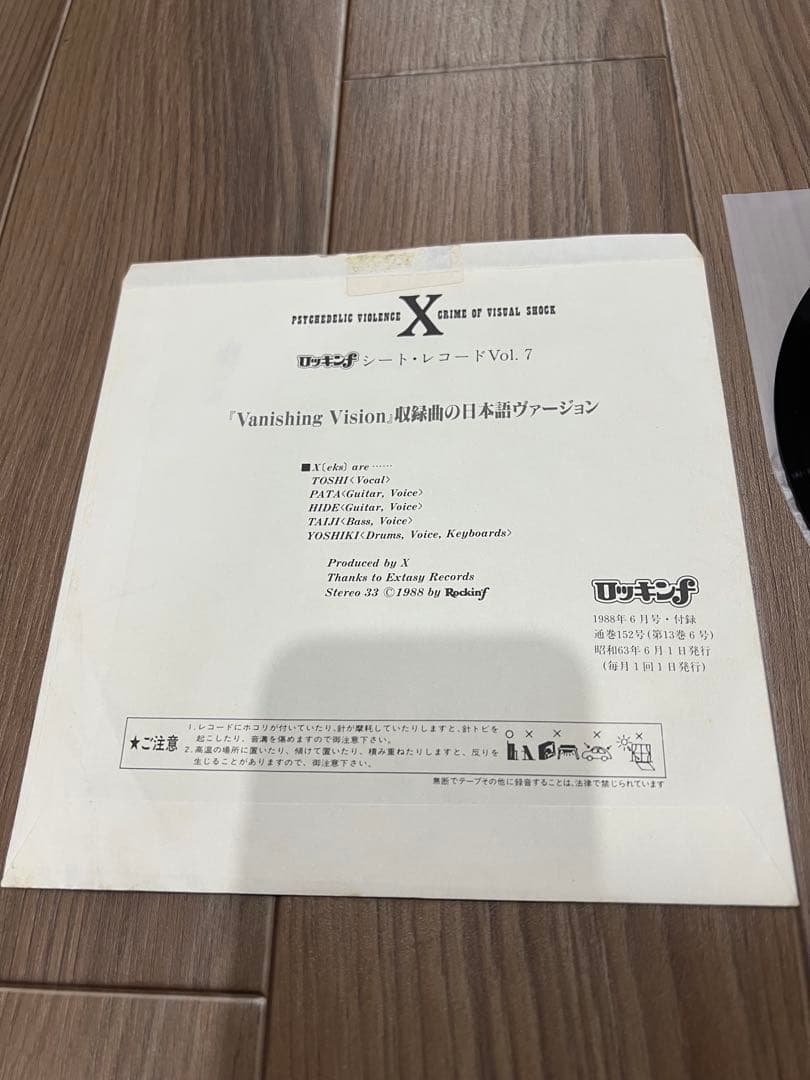 PSYCHEDELIC VIOLENCE X CRIME OF VISUAL SHOCK
ロッキンf シート・レコードVol. 7
『Vanishing Vision』収録曲の日本語ヴァージョン
■X〔eks〕are ……
TOSHI<Vocal>
PATA<Guitar, Voice>
HIDE<Guitar, Voice>
TAIJI<Bass, Voice>
YOSHIKI<Drums, Voice, Keyboards>
Produced by X
Thanks to Extasy Records
Stereo 33 ©1988 by Rockin'f
ロッキンf
1988年6月号・付録
通巻152号(第13巻6号)
昭和63年6月1日発行
(毎月1回1日発行)
★ご注意
1.レコードにホコリが付いていたり、針が摩耗していたりしますと、針トビを
起こしたり、音溝を傷めますので御注意下さい。
2.高温の場所に置いたり、傾けて置いたり、積み重ねたりしますと、反りを
生じることがありますので、御注意下さい。
○ × × × ×
無断でテープその他に録音することは、法律で禁じられています